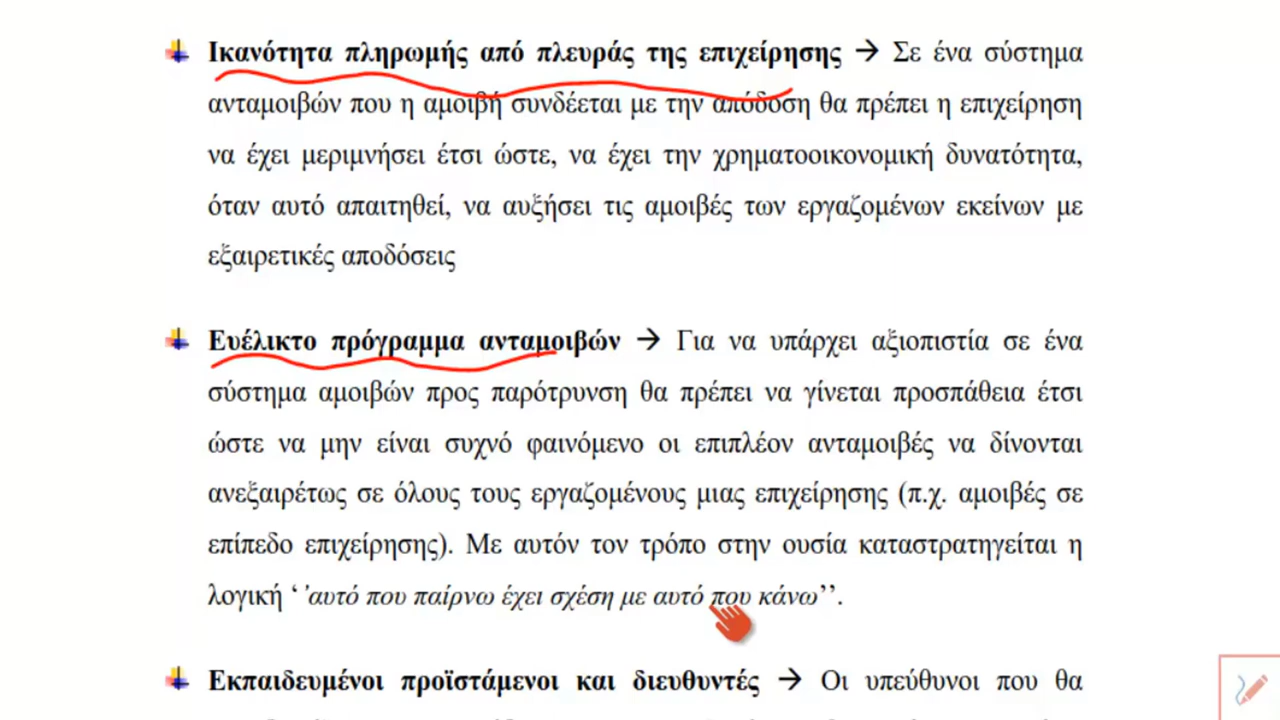 Ικανότητα πληρωμής από πλευράς της επιχείρησης → Σε ένα σύστημα
ανταμοιβών που η αμοιβή συνδέεται με την απόδοση θα πρέπει η επιχείρηση
να έχει μεριμνήσει έτσι ώστε, να έχει την χρηματοοικονομική δυνατότητα,
όταν αυτό απαιτηθεί, να αυξήσει τις αμοιβές των εργαζομένων εκείνων με
εξαιρετικές αποδόσεις
Ευέλικτο πρόγραμμα ανταμοιβών → Για να υπάρχει αξιοπιστία σε ένα
σύστημα αμοιβών προς παρότρυνση θα πρέπει να γίνεται προσπάθεια έτσι
ώστε να μην είναι συχνό φαινόμενο οι επιπλέον ανταμοιβές να δίνονται
ανεξαιρέτως σε όλους τους εργαζομένους μιας επιχείρησης (π.χ. αμοιβές σε
επίπεδο επιχείρησης). Με αυτόν τον τρόπο στην ουσία καταστρατηγείται η
λογική ‘ ’αυτό που παίρνω έχει σχέση με αυτό που κάνω’’.
Εκπαιδευμένοι προϊστάμενοι και διευθυντές → Οι υπεύθυνοι που θα